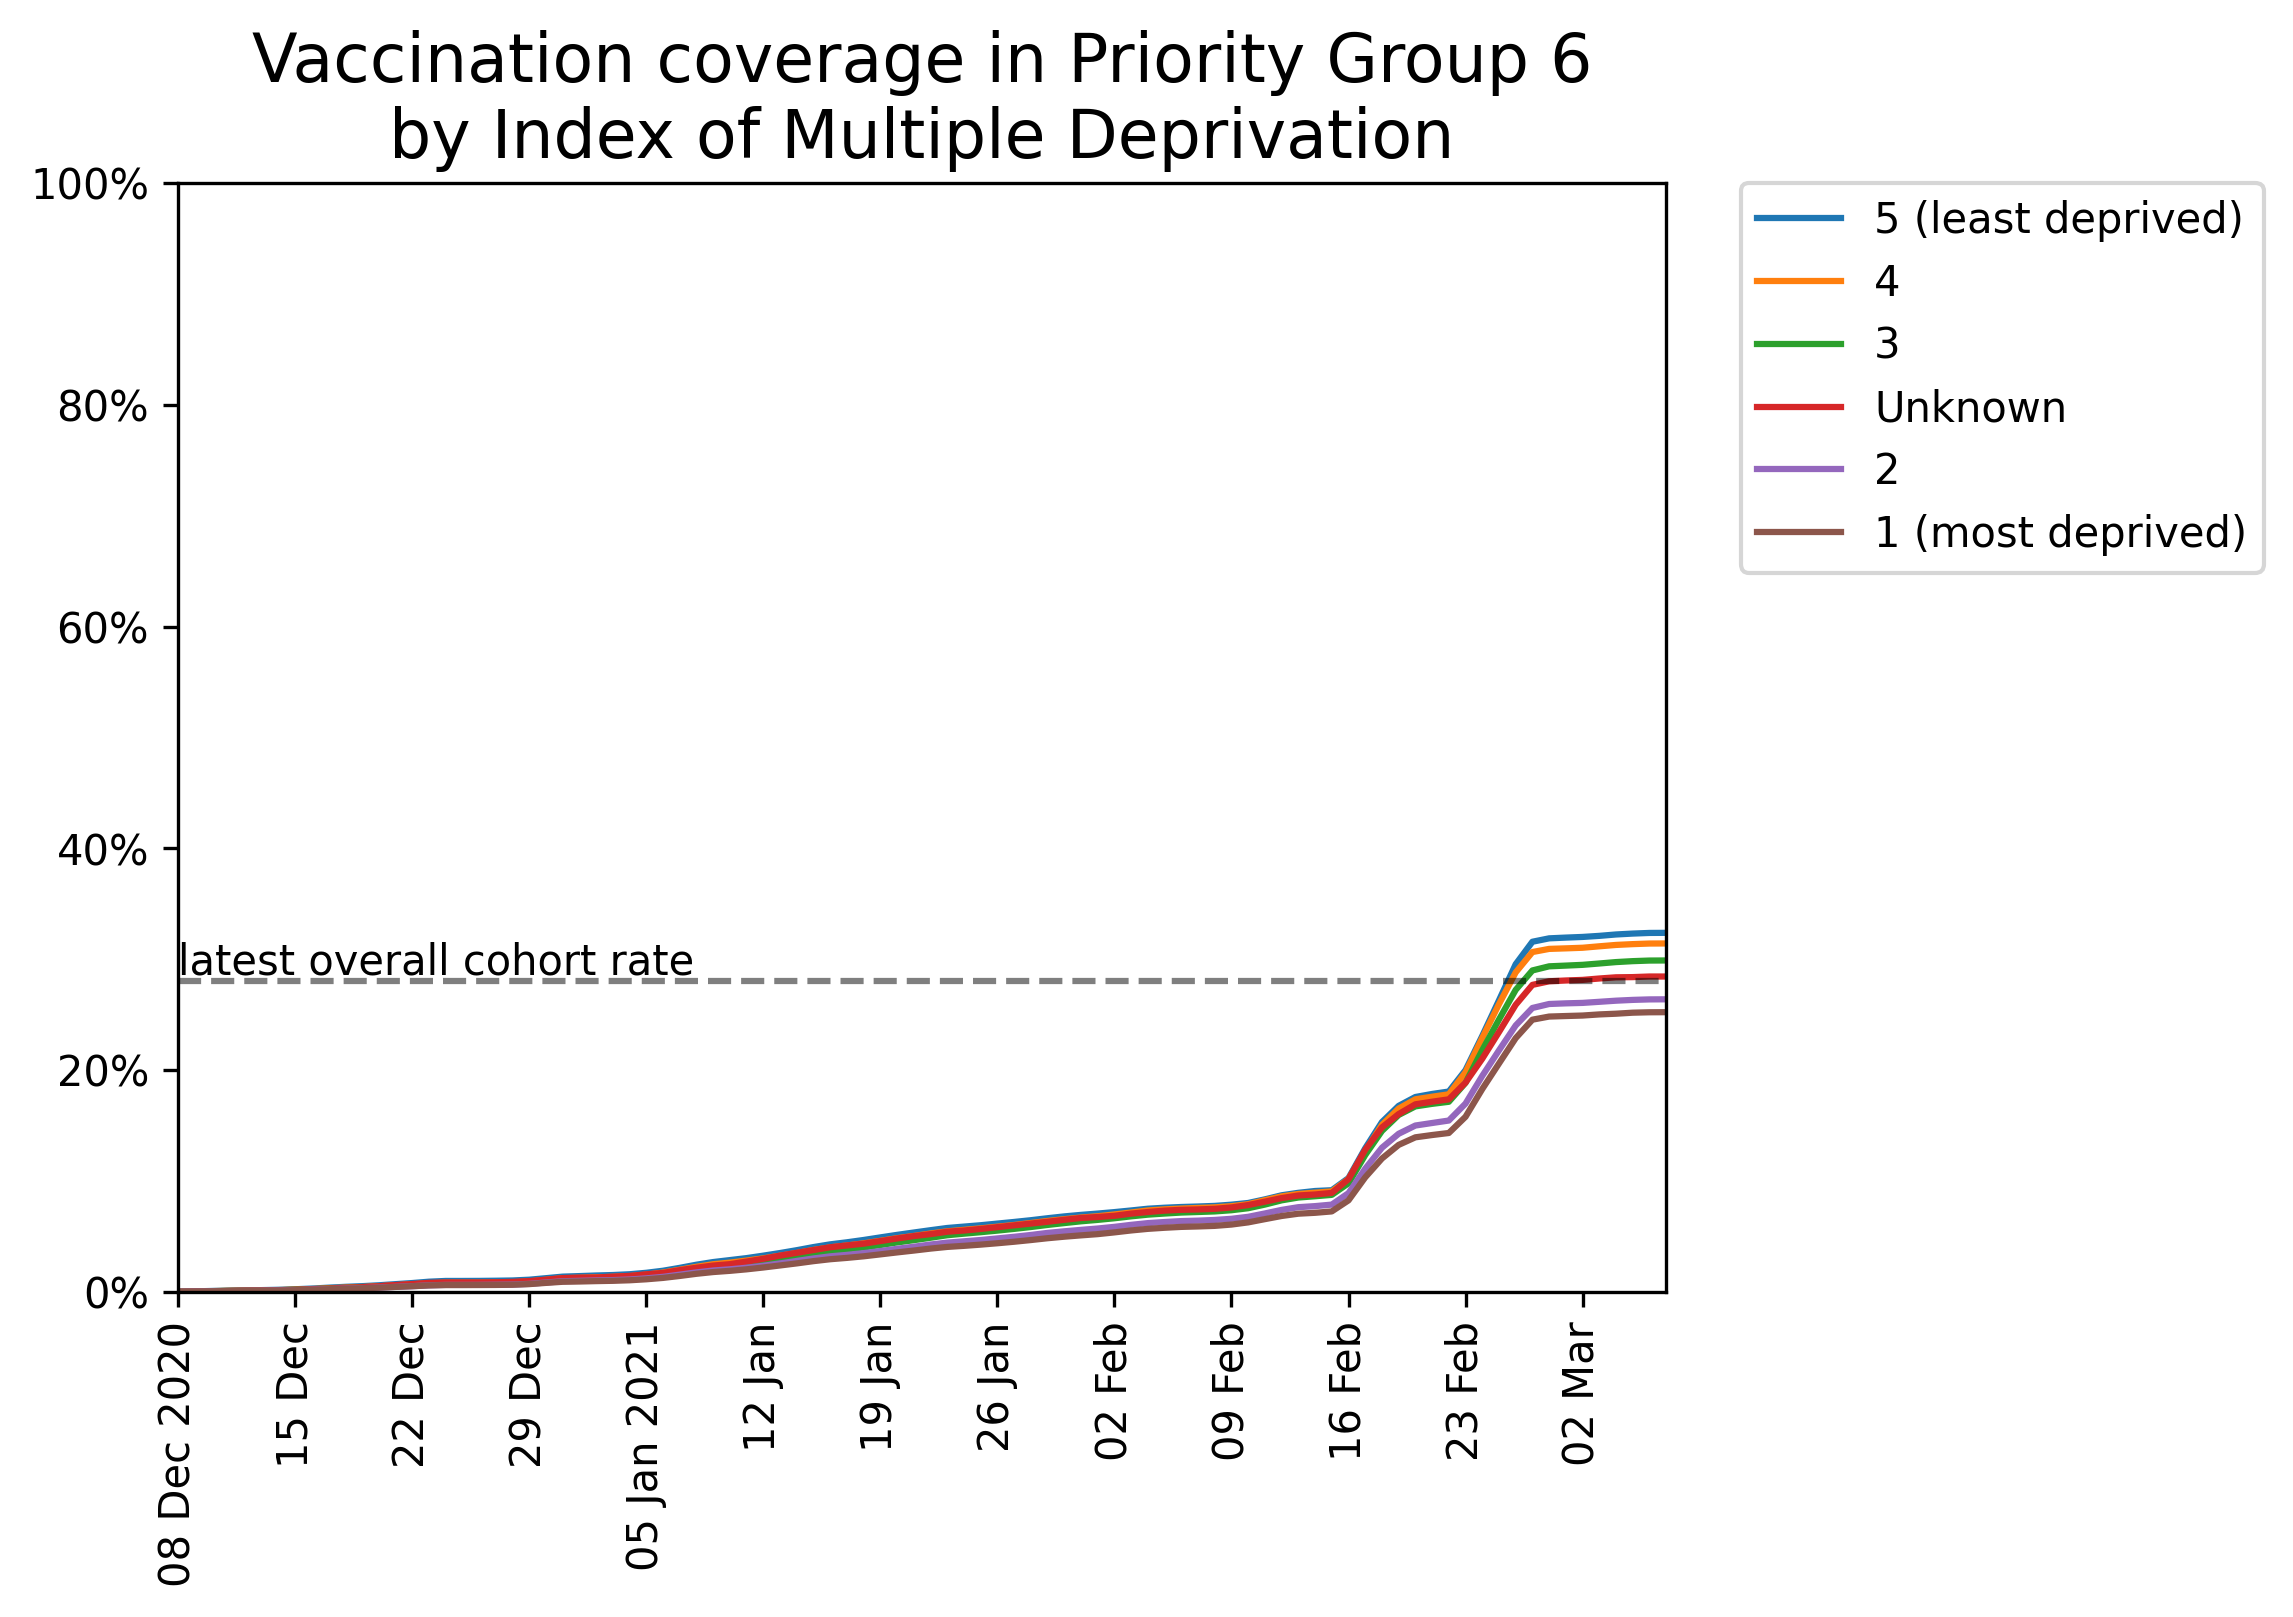 Vaccination coverage in Priority Group 6
by Index of Multiple Deprivation
100%
80%
60%
40%
20%
0%
latest overall cohort rate
08 Dec 2020
15 Dec
22 Dec
29 Dec
05 Jan 2021
12 Jan
19 Jan
26 Jan
02 Feb
09 Feb
16 Feb
23 Feb
02 Mar
5 (least deprived)
4
3
Unknown
2
1 (most deprived)